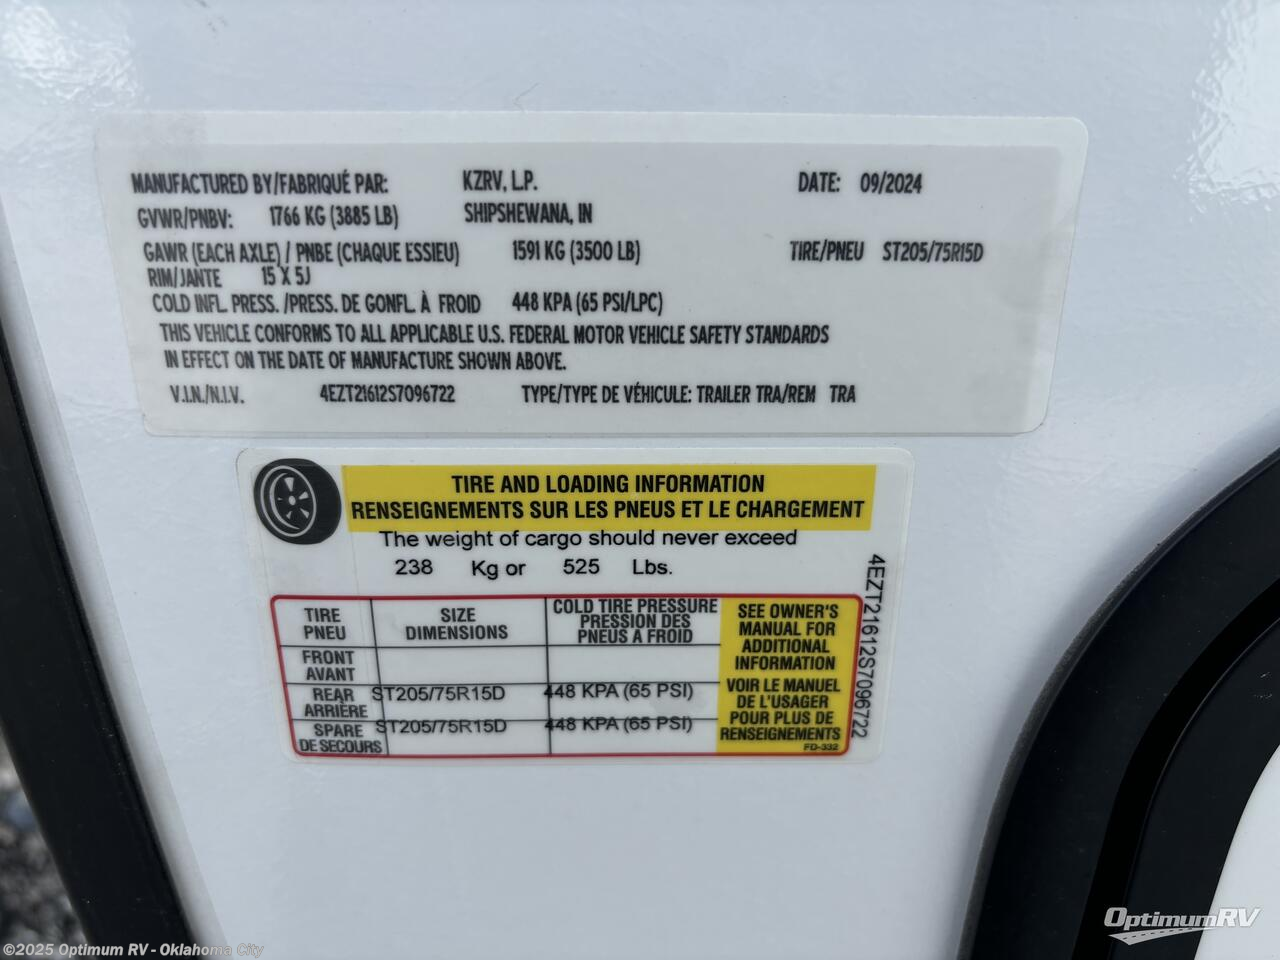 MANUFACTURED BY/FABRIQUÉ PAR: KZRV, L.P. DATE: 09/2024
GVWR/PNBV: 1766 KG (3885 LB) SHIPSHEWANA, IN
GAWR (EACH AXLE) / PNBE (CHAQUE ESSIEU) 1591 KG (3500 LB) TIRE/PNEU ST205/75R15D
RIM/JANTE 15 X 5J
COLD INFL. PRESS. /PRESS. DE GONFL. À FROID 448 KPA (65 PSI/LPC)
THIS VEHICLE CONFORMS TO ALL APPLICABLE U.S. FEDERAL MOTOR VEHICLE SAFETY STANDARDS
IN EFFECT ON THE DATE OF MANUFACTURE SHOWN ABOVE.
V.I.N./N.I.V. 4EZT21612S7096722 TYPE/TYPE DE VÉHICULE: TRAILER TRA/REM TRA
TIRE AND LOADING INFORMATION
RENSEIGNEMENTS SUR LES PNEUS ET LE CHARGEMENT
The weight of cargo should never exceed
238 Kg or 525 Lbs.
TIRE
PNEU
SIZE
DIMENSIONS
COLD TIRE PRESSURE
PRESSION DES
PNEUS A FROID
FRONT
AVANT
REAR
ARRIÈRE
ST205/75R15D
448 KPA (65 PSI)
SPARE
DE SECOURS
ST205/75R15D
448 KPA (65 PSI)
SEE OWNER'S
MANUAL FOR
ADDITIONAL
INFORMATION
VOIR LE MANUEL
DE L'USAGER
POUR PLUS DE
RENSEIGNEMENTS
FD-332
4EZT21612S7096722
OptimumRV
©2025 Optimum RV - Oklahoma City